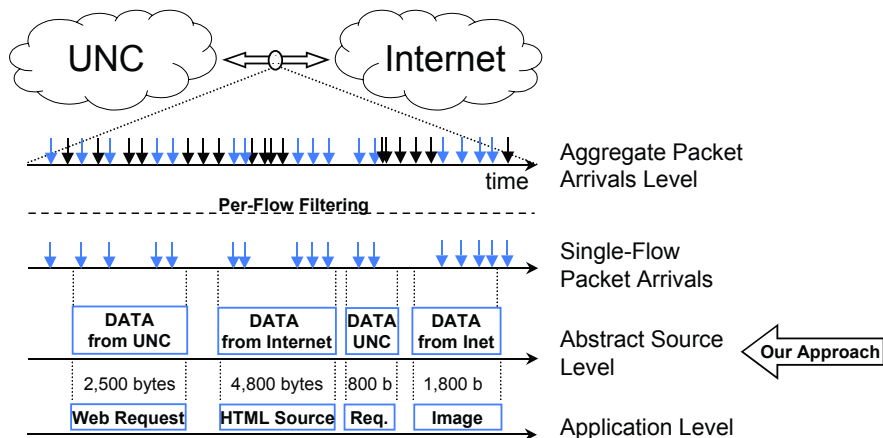 UNC
Internet
Aggregate Packet
Arrivals Level
time
Per-Flow Filtering
Single-Flow
Packet Arrivals
DATA
from UNC
DATA
from Internet
DATA
UNC
DATA
from Inet
Abstract Source
Level
Our Approach
2,500 bytes
4,800 bytes
800 b
1,800 b
Web Request
HTML Source
Req.
Image
Application Level